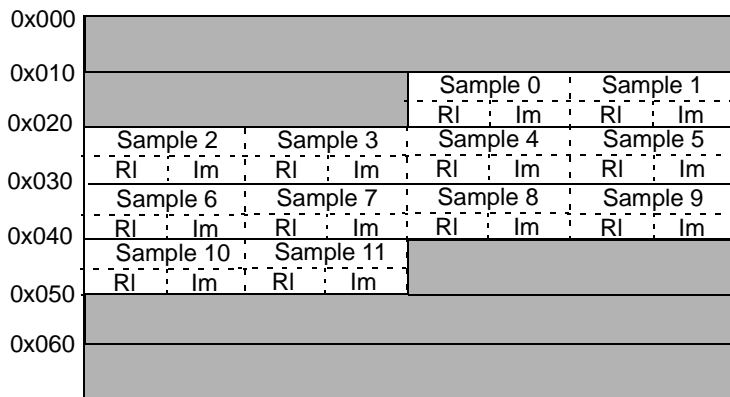 0x000
0x010
Sample 0 Sample 1
Rl Im Rl Im
0x020
Sample 2 Sample 3 Sample 4 Sample 5
Rl Im Rl Im Rl Im Rl Im
0x030
Sample 6 Sample 7 Sample 8 Sample 9
Rl Im Rl Im Rl Im Rl Im
0x040
Sample 10 Sample 11
Rl Im Rl Im
0x050
0x060